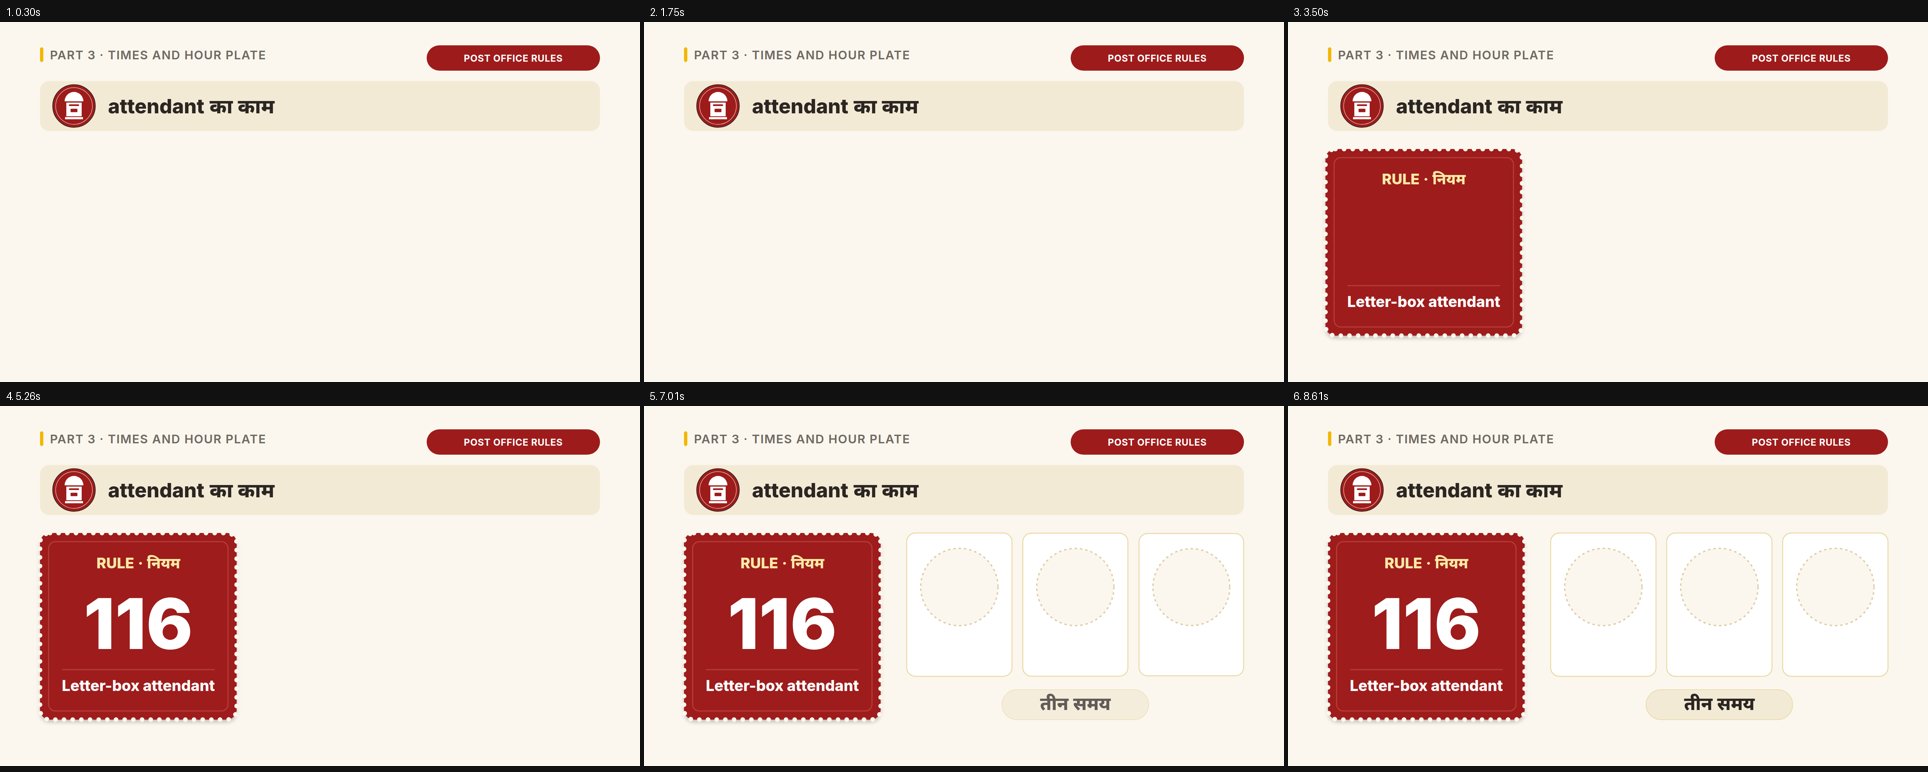 1. 0.30s
PART 3 · TIMES AND HOUR PLATE
POST OFFICE RULES
attendant का काम
2. 1.75s
PART 3 · TIMES AND HOUR PLATE
POST OFFICE RULES
attendant का काम
3. 3.50s
PART 3 · TIMES AND HOUR PLATE
POST OFFICE RULES
attendant का काम
RULE · नियम
Letter-box attendant
4. 5.26s
PART 3 · TIMES AND HOUR PLATE
POST OFFICE RULES
attendant का काम
RULE · नियम
116
Letter-box attendant
5. 7.01s
PART 3 · TIMES AND HOUR PLATE
POST OFFICE RULES
attendant का काम
RULE · नियम
116
Letter-box attendant
तीन समय
6. 8.61s
PART 3 · TIMES AND HOUR PLATE
POST OFFICE RULES
attendant का काम
RULE · नियम
116
Letter-box attendant
तीन समय